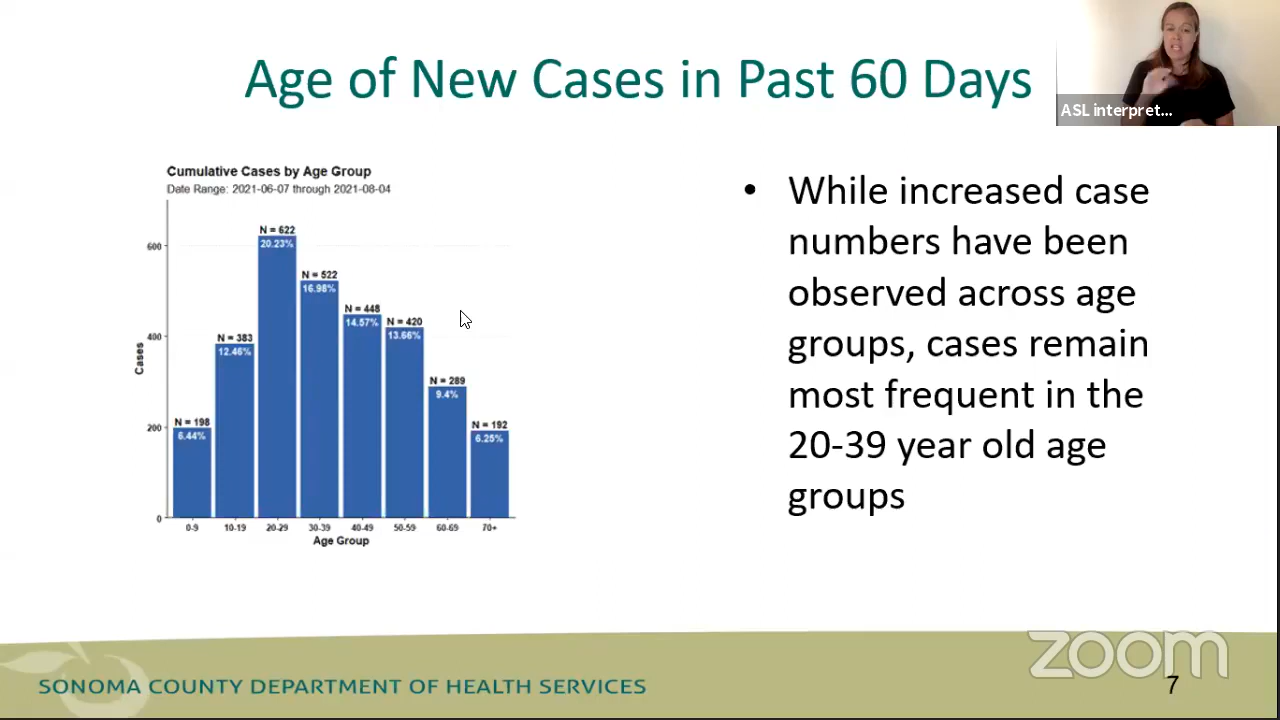 Age of New Cases in Past 60 Days
ASL interpret...
Cumulative Cases by Age Group
Date Range: 2021-06-07 through 2021-08-04
Cases
600
400
200
0
N = 198
6.44%
N = 383
12.46%
N = 622
20.23%
N = 522
16.98%
N = 448
14.57%
N = 420
13.66%
N = 289
9.4%
N = 192
6.25%
0-9 10-19 20-29 30-39 40-49 50-59 60-69 70+
Age Group
• While increased case
numbers have been
observed across age
groups, cases remain
most frequent in the
20-39 year old age
groups
SONOMA COUNTY DEPARTMENT OF HEALTH SERVICES
zoom
7